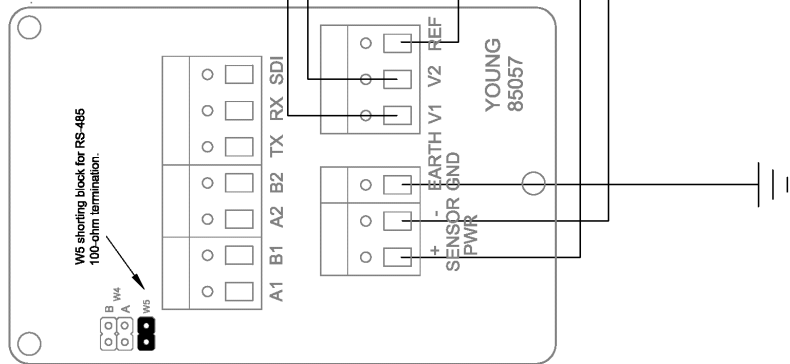 W5 shorting block for RS-485
100-ohm termination.
B
A
W4
W5
SDI
RX
TX
B2
A2
B1
A1
REF
V2
V1
EARTH
GND
-
+
SENSOR
PWR
YOUNG
85057